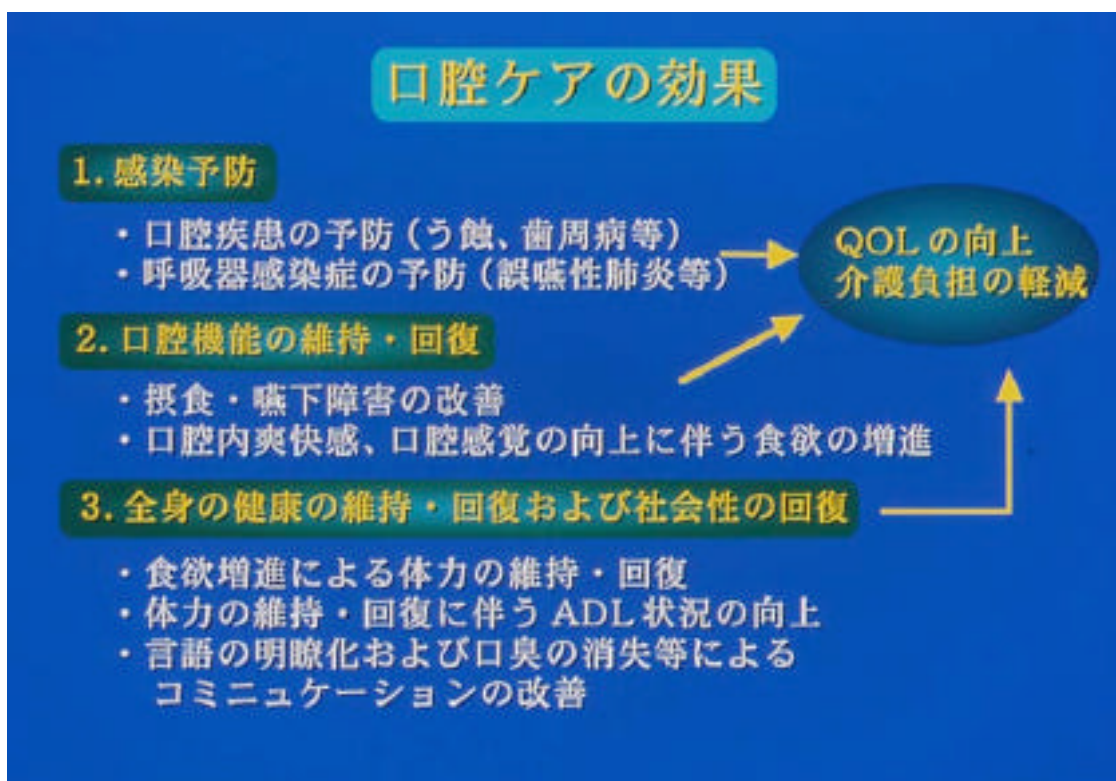 口腔ケアの効果
1. 感染予防
・口腔疾患の予防（う蝕、歯周病等）
・呼吸器感染症の予防（誤嚥性肺炎等）
QOLの向上
介護負担の軽減
2. 口腔機能の維持・回復
・摂食・嚥下障害の改善
・口腔内爽快感、口腔感覚の向上に伴う食欲の増進
3. 全身の健康の維持・回復および社会性の回復
・食欲増進による体力の維持・回復
・体力の維持・回復に伴うADL状況の向上
・言語の明瞭化および口臭の消失等による
コミニュケーションの改善